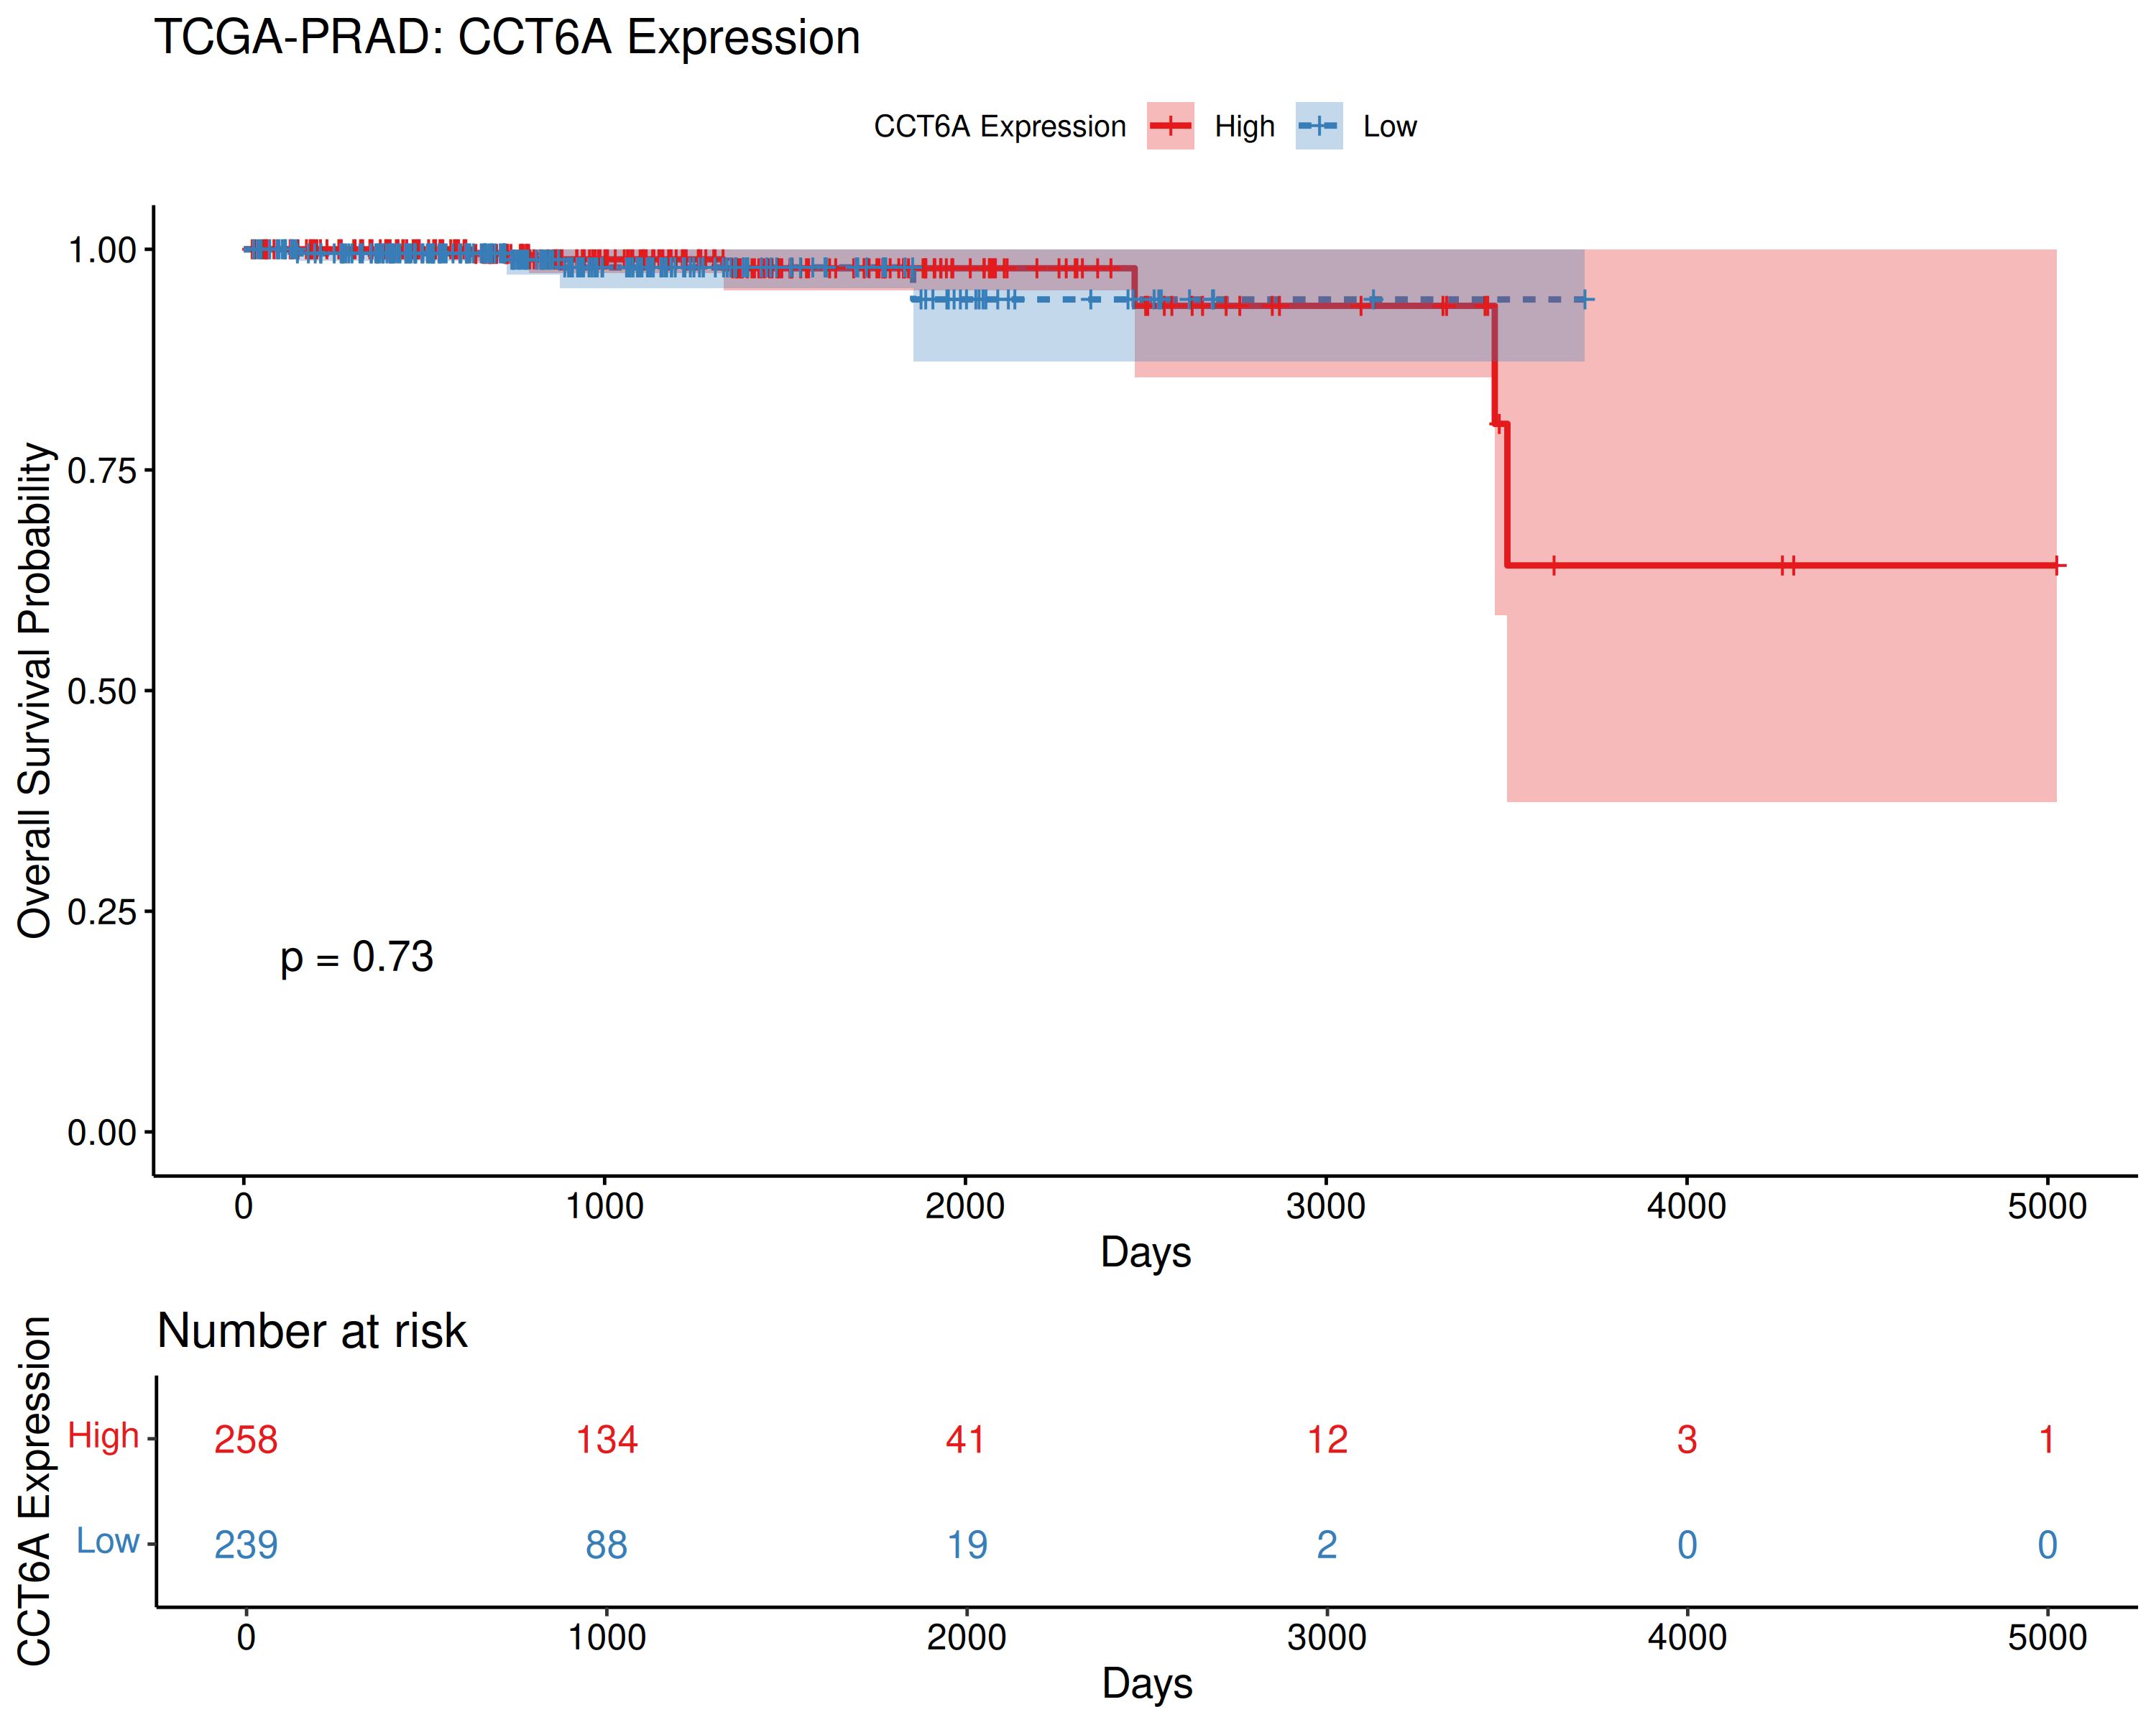 TCGA-PRAD: CCT6A Expression
CCT6A Expression High Low
Overall Survival Probability
1.00
0.75
0.50
0.25
0.00
p = 0.73
0 1000 2000 3000 4000 5000
Days
Number at risk
CCT6A Expression
High 258 134 41 12 3 1
Low 239 88 19 2 0 0
0 1000 2000 3000 4000 5000
Days